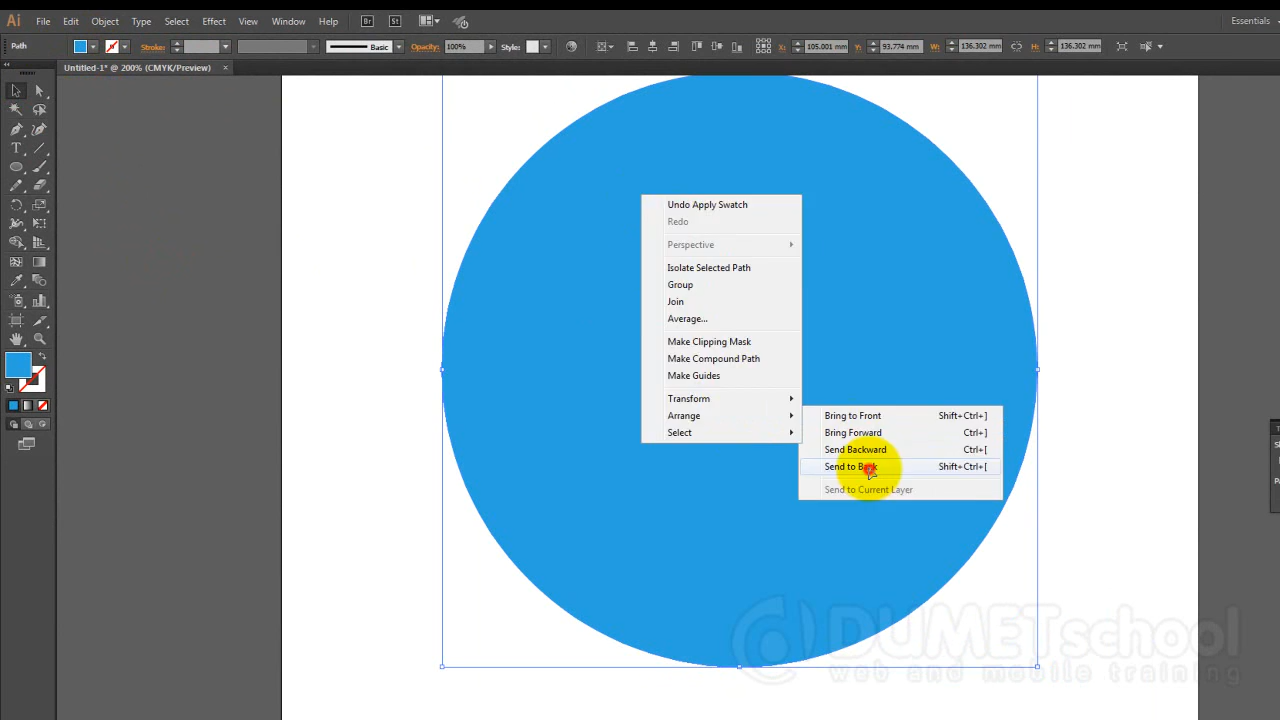 Ai File Edit Object Type Select Effect View Window Help Br St Essentials
Path Stroke: Basic Opacity: 100% Style: X: 105.001 mm Y: 93.774 mm W: 136.302 mm H: 136.302 mm
Untitled-1* @ 200% (CMYK/Preview) ×
Undo Apply Swatch
Redo
Perspective
Isolate Selected Path
Group
Join
Average...
Make Clipping Mask
Make Compound Path
Make Guides
Transform
Arrange
Select
Bring to Front Shift+Ctrl+]
Bring Forward Ctrl+]
Send Backward Ctrl+[
Send to Back Shift+Ctrl+[
Send to Current Layer
DUMETschool
web and mobile training